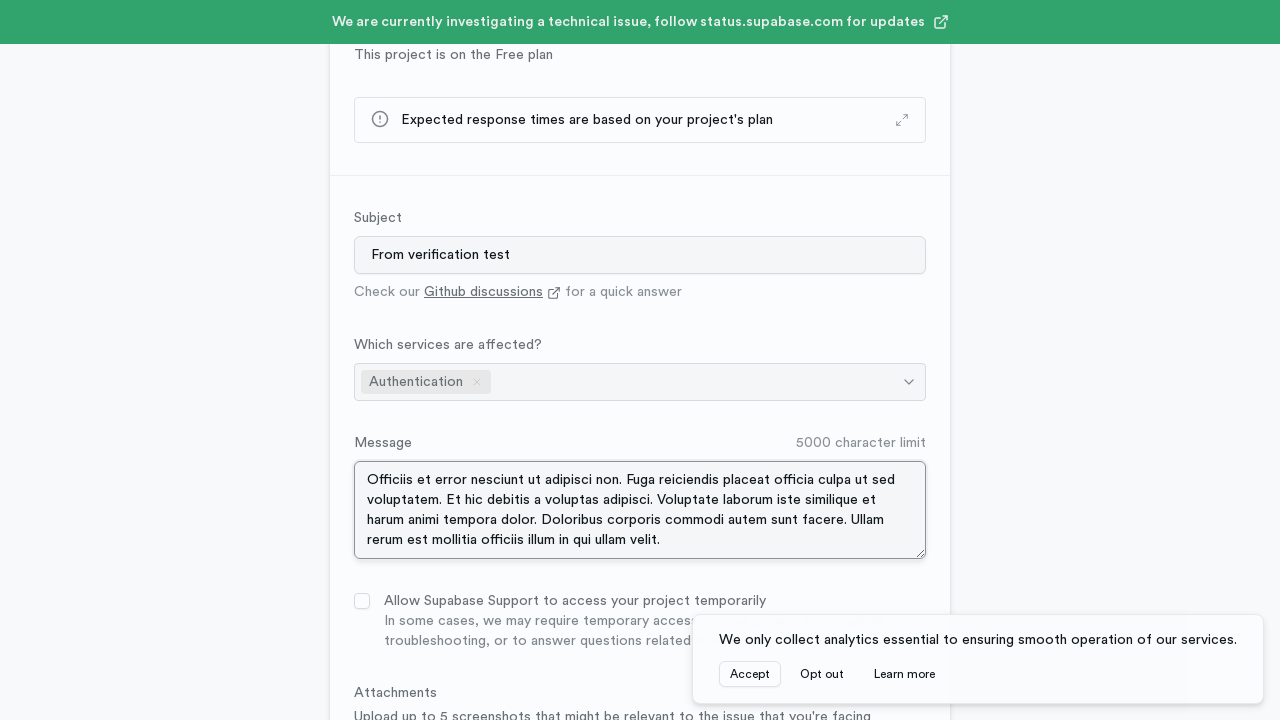 We are currently investigating a technical issue, follow status.supabase.com for updates
This project is on the Free plan
Expected response times are based on your project's plan
Subject
From verification test
Check our Github discussions for a quick answer
Which services are affected?
Authentication
Message
5000 character limit
Officiis et error nesciunt ut adipisci non. Fuga reiciendis placeat officia culpa ut sed
voluptatem. Et hic debitis a voluptas adipisci. Voluptate laborum iste similique et
harum animi tempora dolor. Doloribus corporis commodi autem sunt facere. Ullam
rerum est mollitia officiis illum in qui ullam velit.
Allow Supabase Support to access your project temporarily
In some cases, we may require temporary access
troubleshooting, or to answer questions related
We only collect analytics essential to ensuring smooth operation of our services.
Accept
Opt out
Learn more
Attachments
Upload up to 5 screenshots that might be relevant to the issue that you're facing